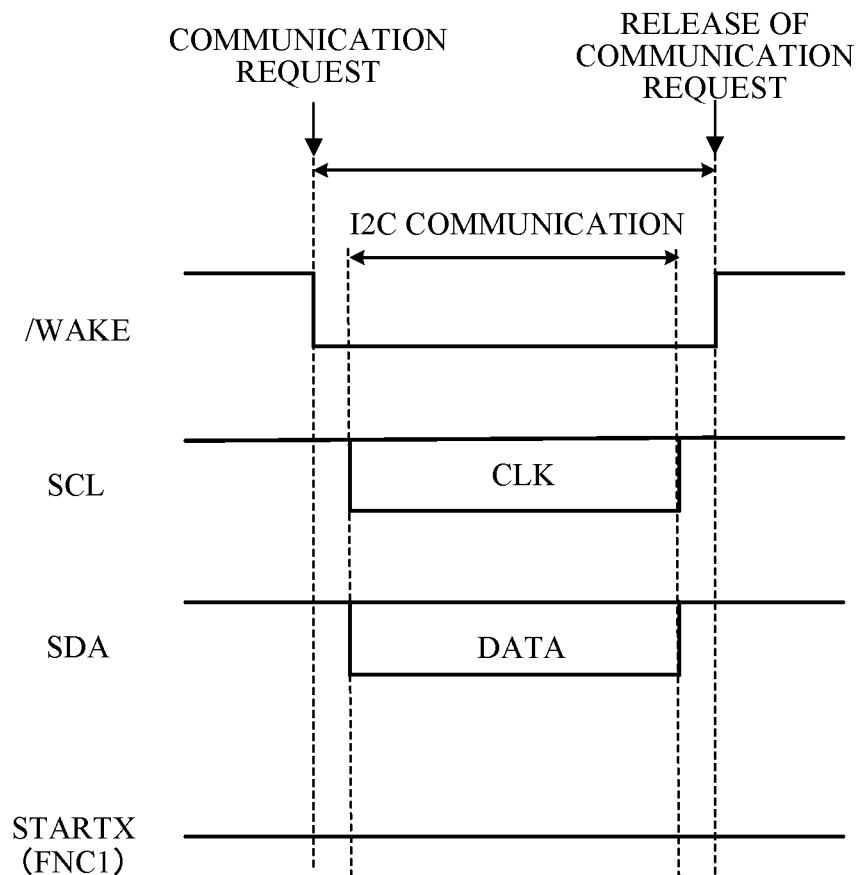 COMMUNICATION
REQUEST
RELEASE OF
COMMUNICATION
REQUEST
I2C COMMUNICATION
/WAKE
SCL
CLK
SDA
DATA
STARTX
(FNC1)